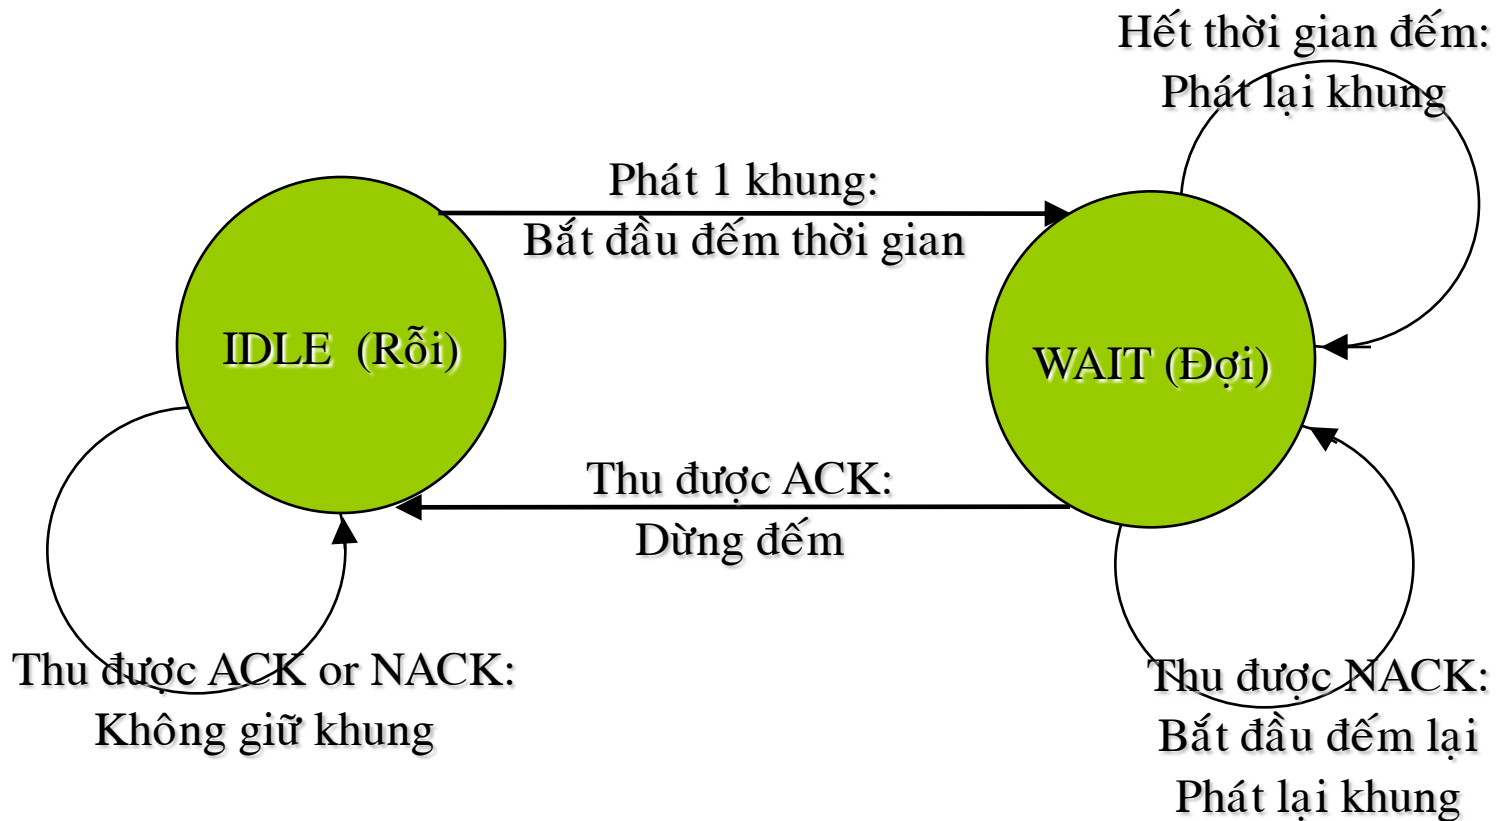 Hết thời gian đếm:
Phát lại khung
Phát 1 khung:
Bắt đầu đếm thời gian
IDLE (Rỗi)
WAIT (Đợi)
Thu được ACK:
Dừng đếm
Thu được ACK or NACK:
Không giữ khung
Thu được NACK:
Bắt đầu đếm lại
Phát lại khung